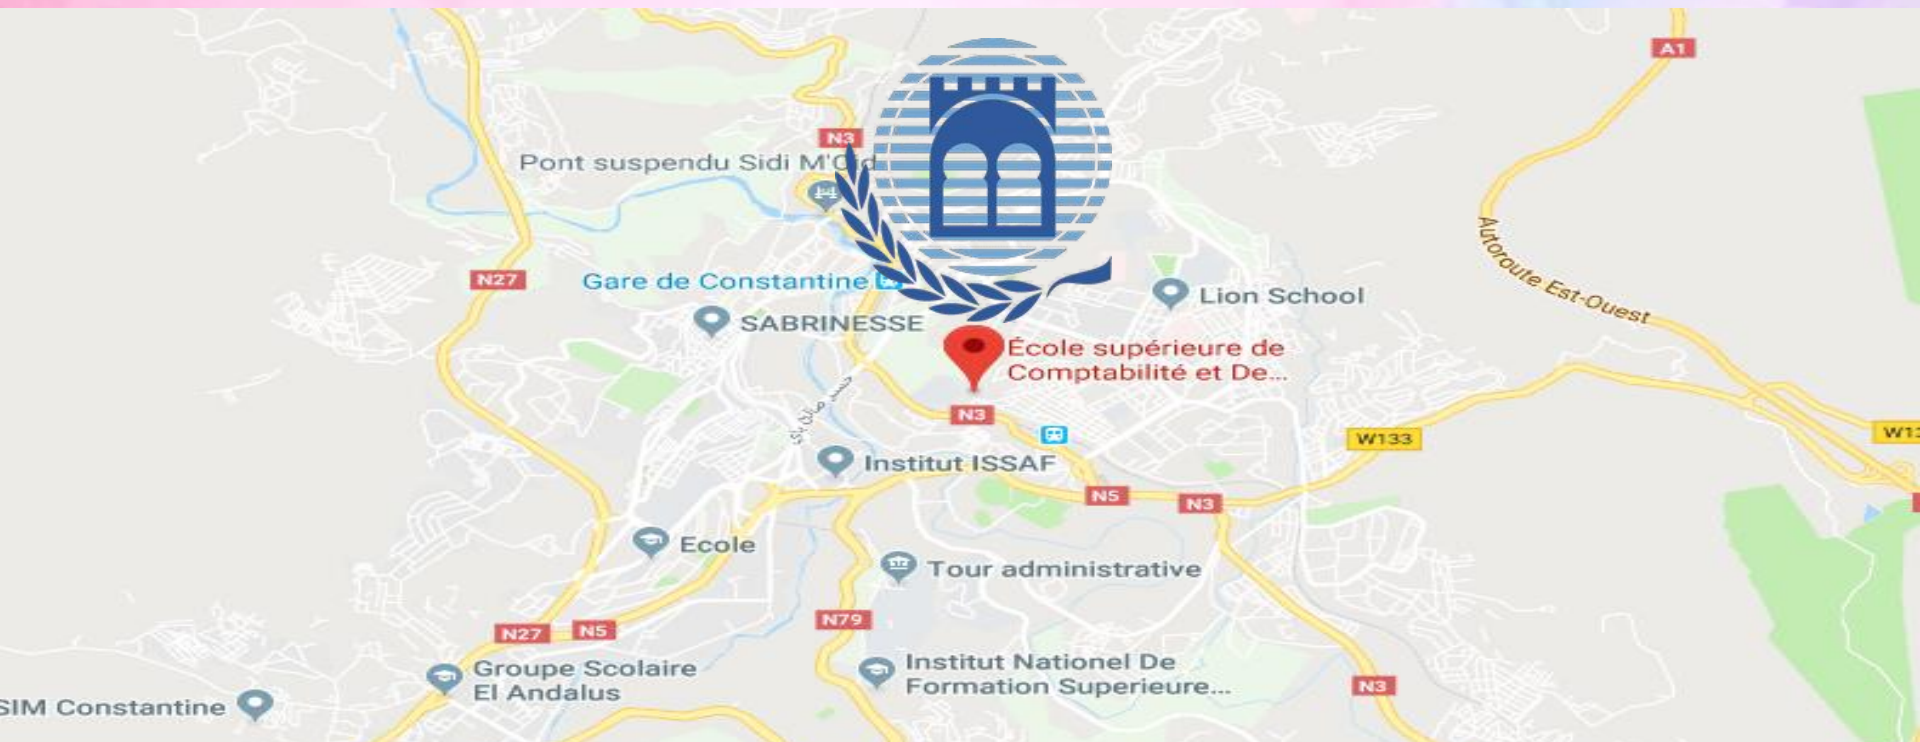 A1
N3
Pont suspendu Sidi M'Cid
N27
Gare de Constantine
Autoroute Est-Ouest
Lion School
SABRINESSE
École supérieure de
Comptabilité et De...
N3
W133
Institut ISSAF
N5
N3
Ecole
Tour administrative
N79
N27
N5
Institut Nationel De
Formation Superieure...
Groupe Scolaire
El Andalus
N3
SIM Constantine